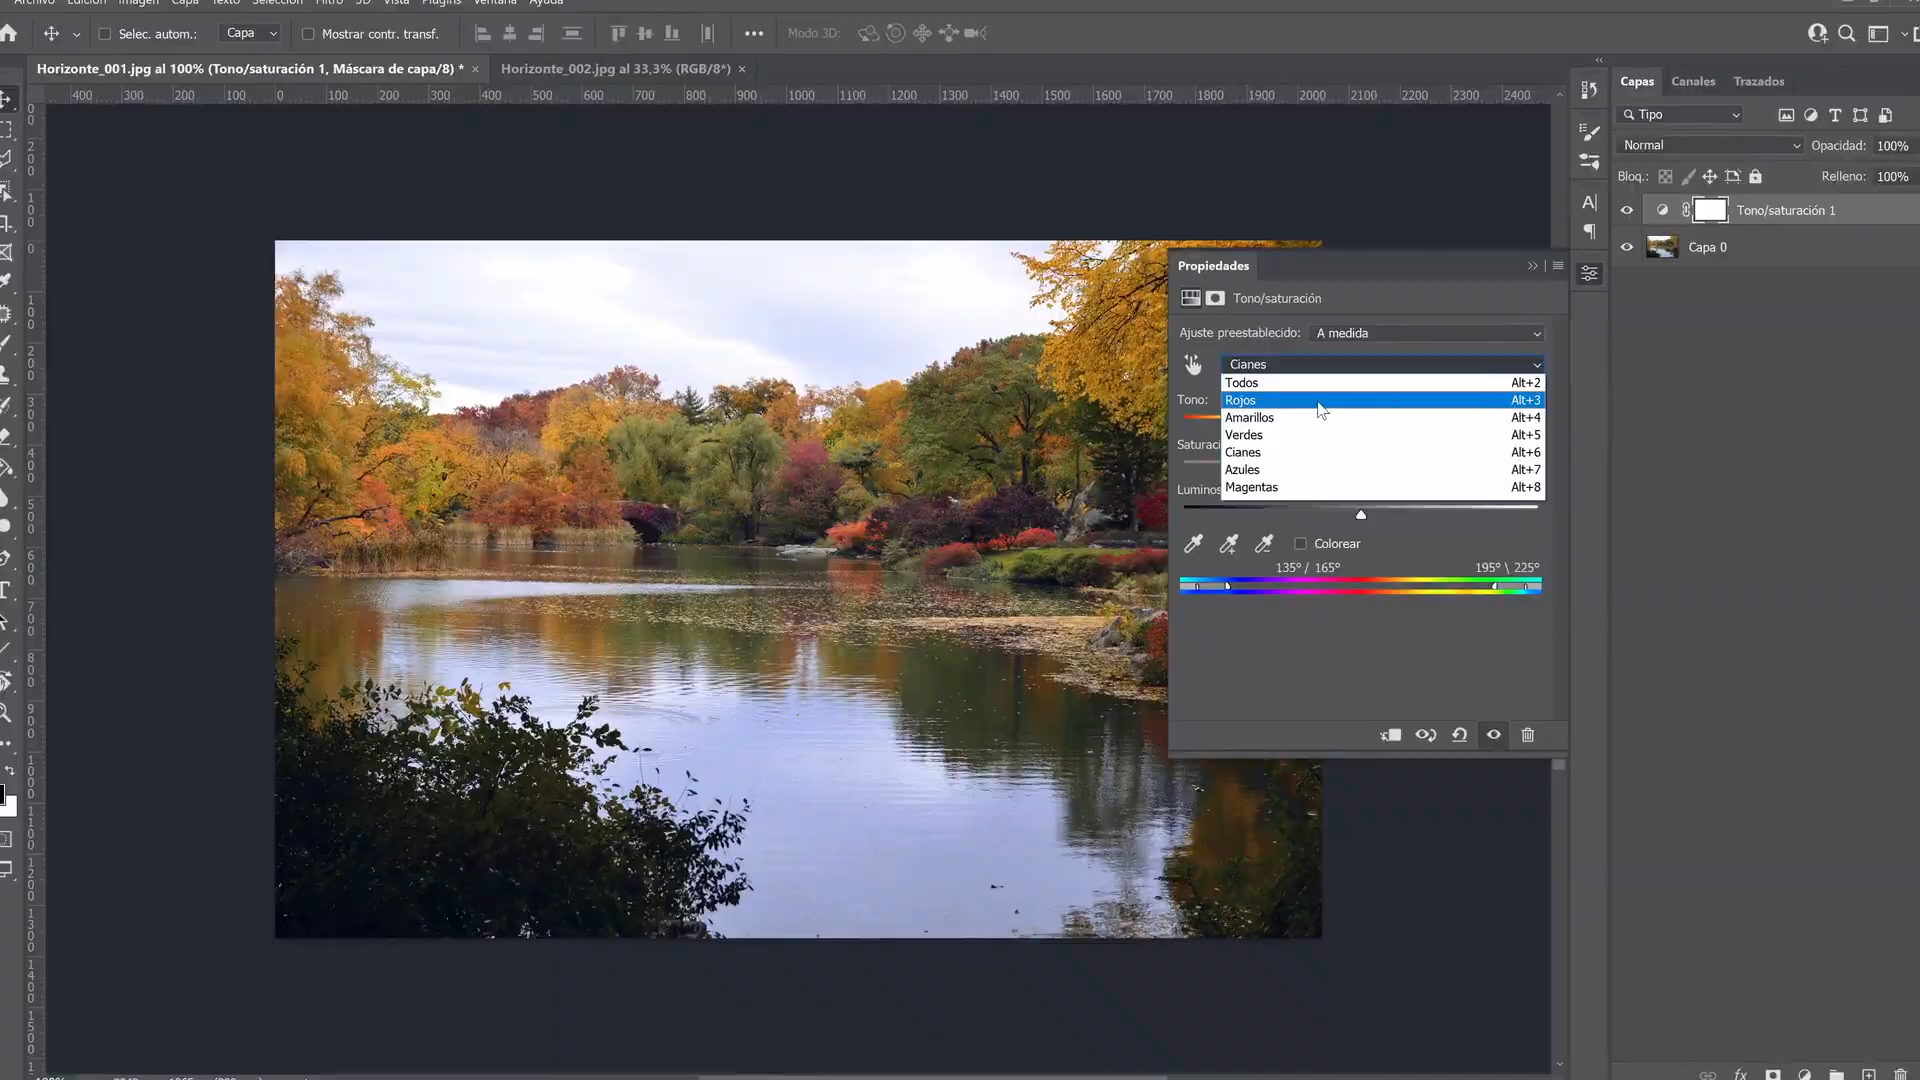 Archivo Edición Imagen Capa Texto Selección Filtro 3D Vista Plugins Ventana Ayuda
Selec. autom.: Capa Mostrar contr. transf. Modo 3D:
Horizonte_001.jpg al 100% (Tono/saturación 1, Máscara de capa/8) * × Horizonte_002.jpg al 33,3% (RGB/8*) ×
400 300 200 100 0 100 200 300 400 500 600 700 800 900 1000 1100 1200 1300 1400 1500 1600 1700 1800 1900 2000 2100 2200 2300 2400
Capas Canales Trazados
Tipo
Normal Opacidad: 100%
Bloq.: Relleno: 100%
Tono/saturación 1
Capa 0
Propiedades
Tono/saturación
Ajuste preestablecido: A medida
Cianes
Todos Alt+2
Tono: Rojos Alt+3
Amarillos Alt+4
Verdes Alt+5
Saturaci
Cianes Alt+6
Azules Alt+7
Luminos Magentas Alt+8
Colorear
135° / 165° 195° \ 225°